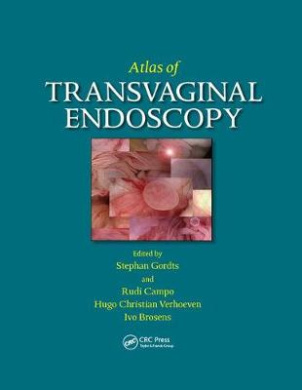 Atlas of
TRANSVAGINAL
ENDOSCOPY
Edited by
Stephan Gordts
and
Rudi Campo
Hugo Christian Verhoeven
Ivo Brosens
CRC Press
Taylor & Francis Group